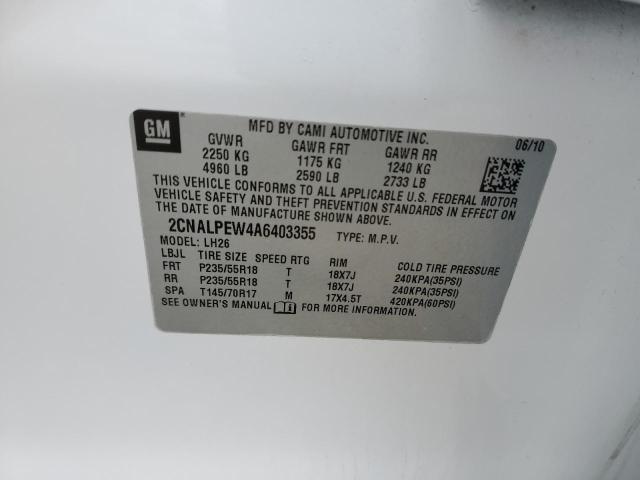 GM
MFD BY CAMI AUTOMOTIVE INC. 06/10
GVWR GAWR FRT GAWR RR
2250 KG 1175 KG 1240 KG
4960 LB 2590 LB 2733 LB
THIS VEHICLE CONFORMS TO ALL APPLICABLE U.S. FEDERAL MOTOR
VEHICLE SAFETY AND THEFT PREVENTION STANDARDS IN EFFECT ON
THE DATE OF MANUFACTURE SHOWN ABOVE.
2CNALPEW4A6403355 TYPE: M.P.V.
MODEL: LH26
LBJL TIRE SIZE SPEED RTG RIM COLD TIRE PRESSURE
FRT P235/55R18 T 18X7J 240KPA(35PSI)
RR P235/55R18 T 18X7J 240KPA(35PSI)
SPA T145/70R17 M 17X4.5T 420KPA(60PSI)
SEE OWNER'S MANUAL i FOR MORE INFORMATION.